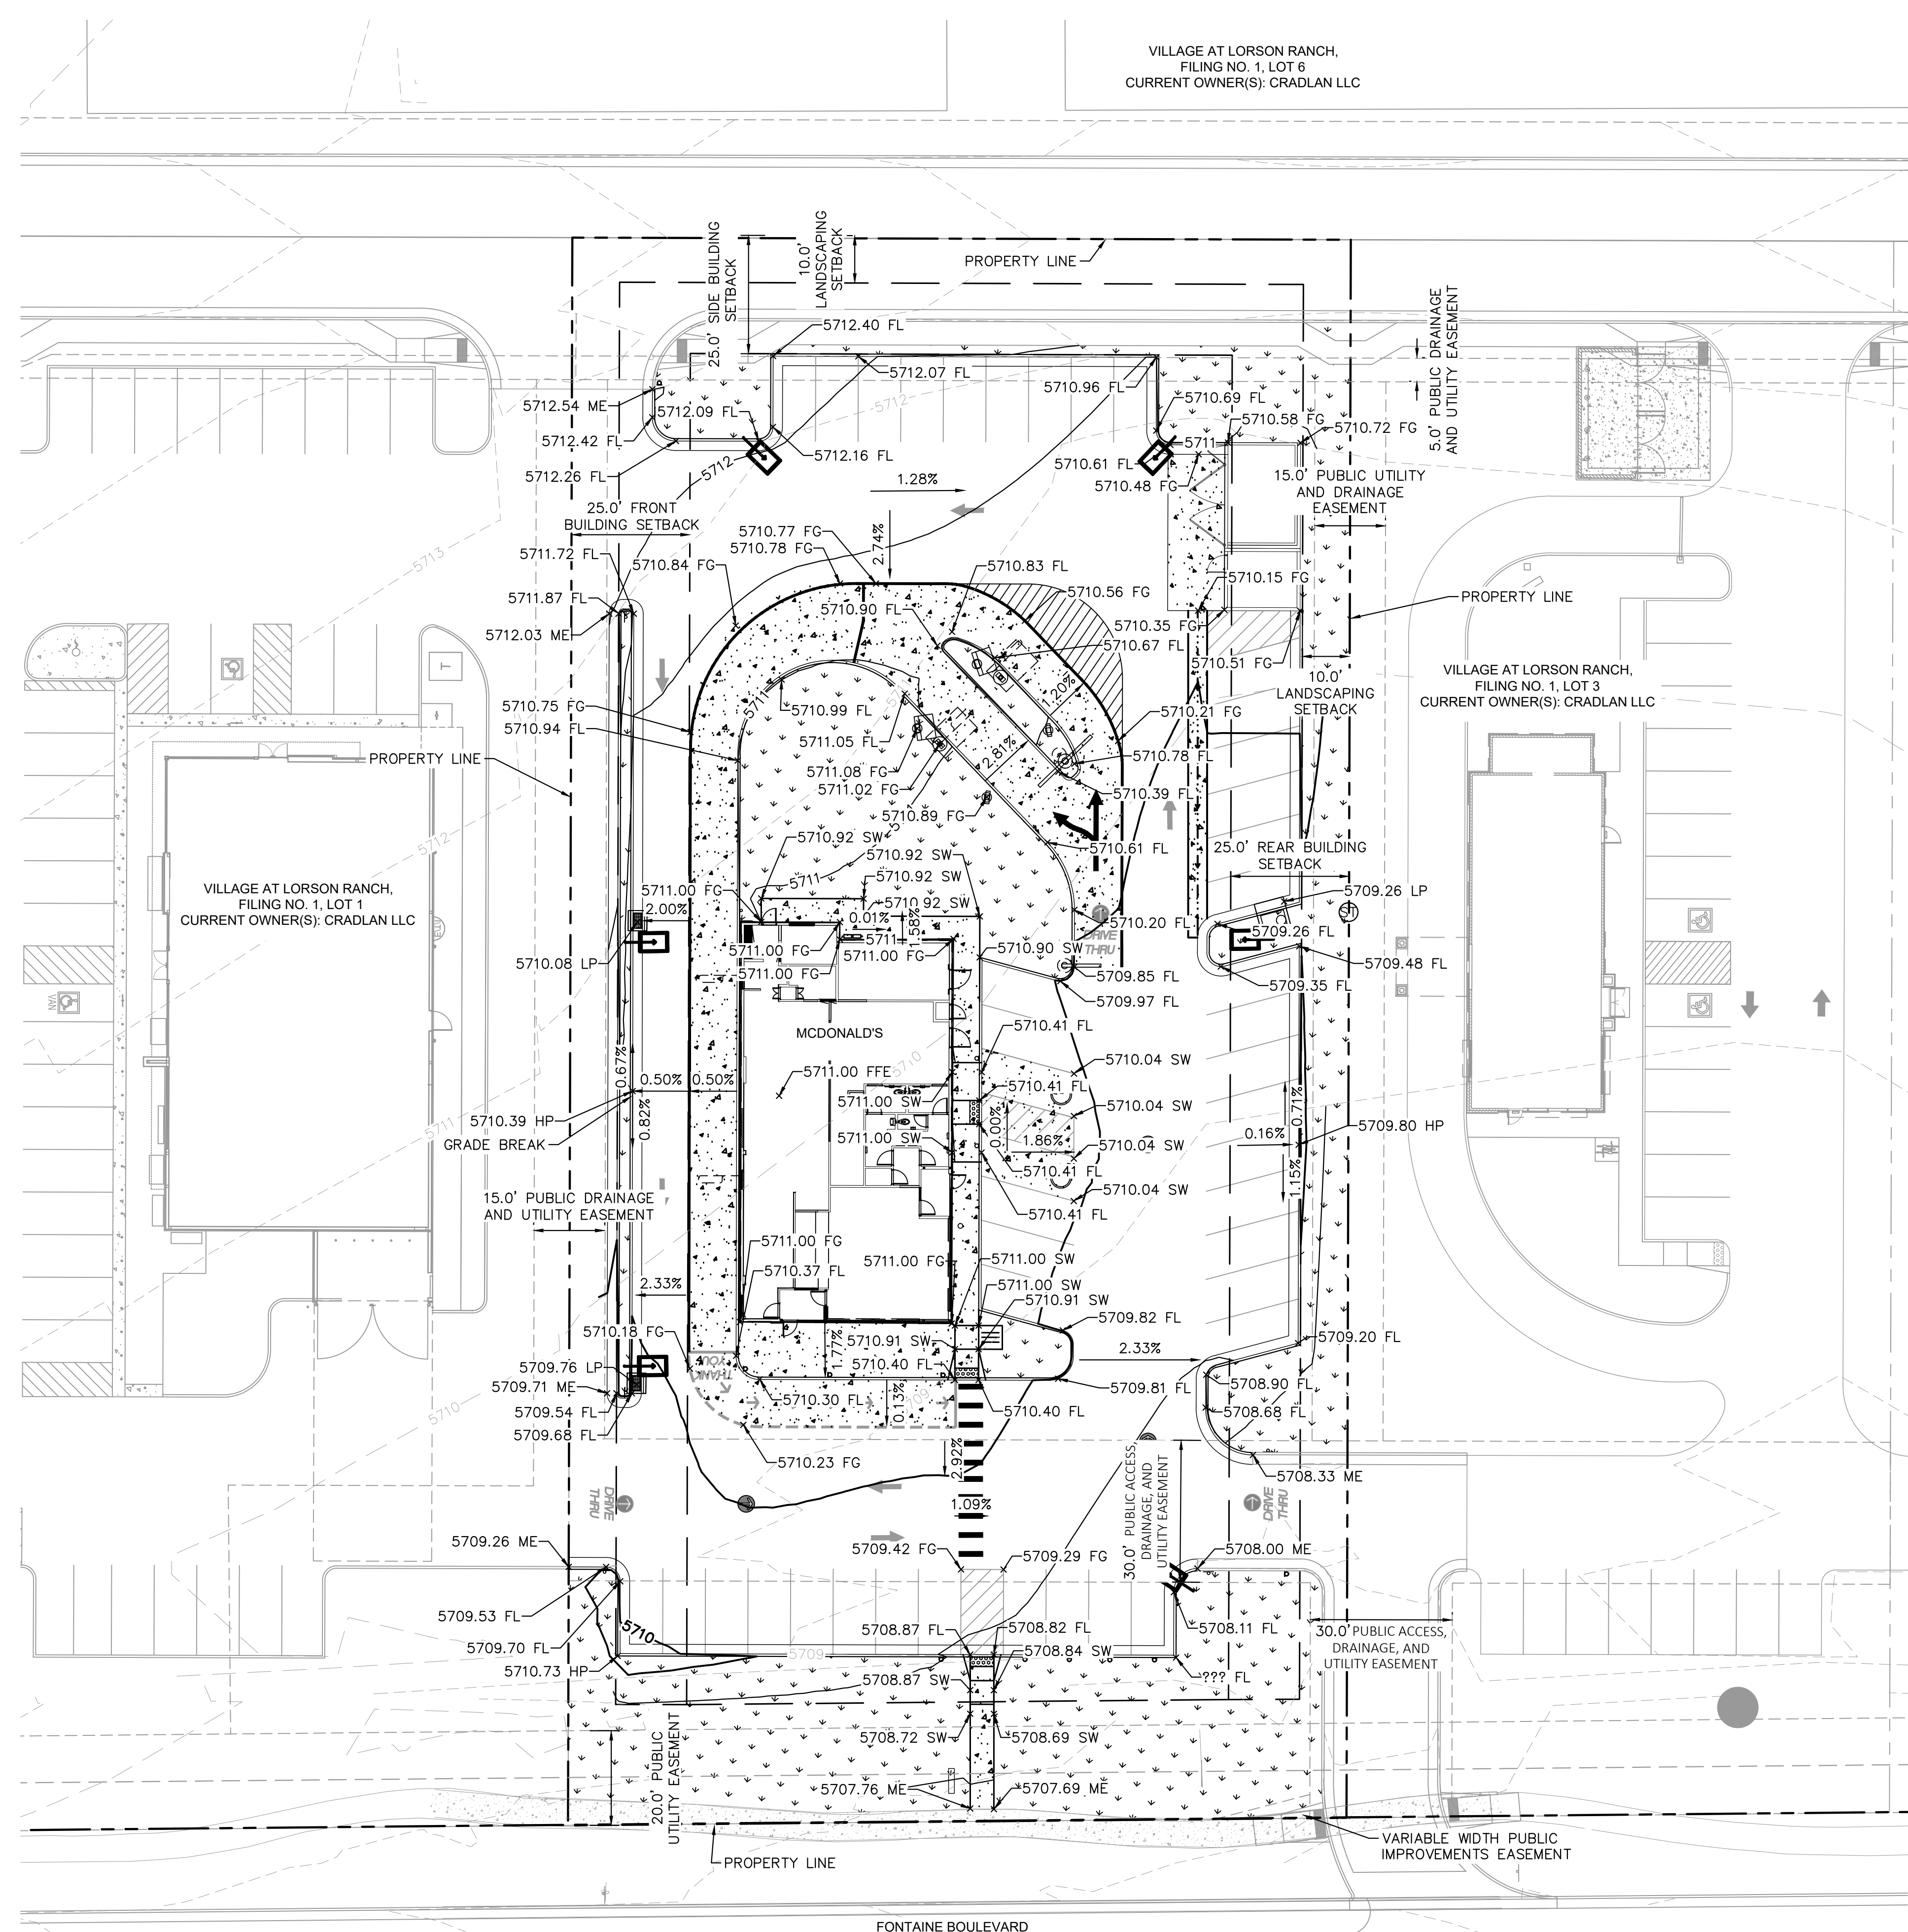 VILLAGE AT LORSON RANCH,
FILING NO. 1, LOT 6
CURRENT OWNER(S): CRADLAN LLC
25.0' SIDE BUILDING
SETBACK
10.0'
LANDSCAPING
SETBACK
PROPERTY LINE
5.0' PUBLIC DRAINAGE
AND UTILITY EASEMENT
5712.40 FL
5712.07 FL
5710.96 FL
5712.54 ME
5712.09 FL
5712
5710.69 FL
5710.58 FG
5710.72 FG
5712.42 FL
5711
5712.16 FL
5712
5710.61 FL
5712.26 FL
1.28%
5710.48 FG
15.0' PUBLIC UTILITY
AND DRAINAGE
EASEMENT
25.0' FRONT
BUILDING SETBACK
5713
5710.77 FG
5710.78 FG
2.74%
5711.72 FL
5710.84 FG
5710.83 FL
5710.15 FG
5710.56 FG
PROPERTY LINE
5711.87 FL
5710.90 FL
5710.35 FG
5712.03 ME
5710.67 FL
5710.51 FG
VILLAGE AT LORSON RANCH,
FILING NO. 1, LOT 3
CURRENT OWNER(S): CRADLAN LLC
10.0'
LANDSCAPING
SETBACK
T
1.20%
5711
5710.75 FG
5710.99 FL
5710.21 FG
5710.94 FL
5711.05 FL
2.81%
PROPERTY LINE
5710.78 FL
5711.08 FG
5711.02 FG
5710.39 FL
5710.89 FG
5712
5710.92 SW
5710.92 SW
5710.61 FL
25.0' REAR BUILDING
SETBACK
5710.92 SW
5711
VILLAGE AT LORSON RANCH,
FILING NO. 1, LOT 1
CURRENT OWNER(S): CRADLAN LLC
5711.00 FG
5709.26 LP
5710.92 SW
2.00%
0.01%
1.58%
5710.20 FL
DRIVE
THRU
5709.26 FL
5711
5711.00 FG
5711.00 FG
5710.90 SW
5710.08 LP
5711.00 FG
5709.85 FL
5709.48 FL
5709.35 FL
5709.97 FL
VAN
MCDONALD'S
5710.41 FL
5710.04 SW
5710
5711.00 FFE
0.67%
0.50%
0.50%
5710.41 FL
5711.00 SW
5710.39 HP
5711
0.82%
5710.04 SW
0.00%
0.71%
5709.80 HP
GRADE BREAK
5711.00 SW
1.86%
5710.04 SW
0.16%
5710.41 FL
1.15%
15.0' PUBLIC DRAINAGE
AND UTILITY EASEMENT
5710.04 SW
5710.41 FL
5711.00 FG
5711.00 FG
5711.00 SW
5710.37 FL
2.33%
5711.00 SW
5710.91 SW
5709.82 FL
5710.18 FG
1.77%
5710.91 SW
5709.20 FL
2.33%
THANK
YOU
5709.76 LP
5710.40 FL
5709.71 ME
5709.81 FL
5708.90 FL
5709.54 FL
5710.30 FL
0.13%
5709
5710.40 FL
5708.68 FL
5710
5709.68 FL
5710.23 FG
2.92%
5708.33 ME
30.0' PUBLIC ACCESS,
DRAINAGE, AND
UTILITY EASEMENT
DRIVE
THRU
1.09%
DRIVE
THRU
5709.26 ME
5709.42 FG
5709.29 FG
5708.00 ME
5709.53 FL
5708.87 FL
5708.82 FL
5708.11 FL
30.0' PUBLIC ACCESS,
DRAINAGE, AND
UTILITY EASEMENT
5709.70 FL
5710
5709
5708.84 SW
5710.73 HP
5708.87 SW
??? FL
20.0' PUBLIC
UTILITY EASEMENT
5708.72 SW
5708.69 SW
5707.76 ME
5707.69 ME
VARIABLE WIDTH PUBLIC
IMPROVEMENTS EASEMENT
PROPERTY LINE
FONTAINE BOULEVARD